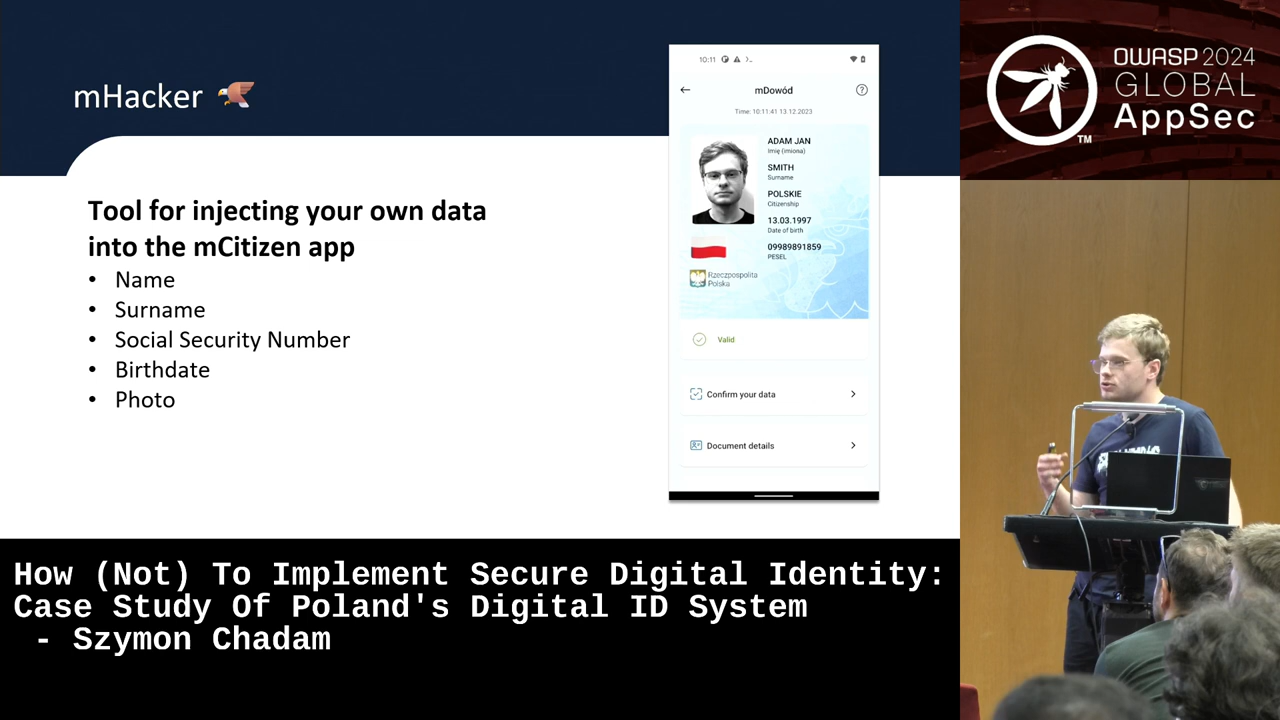 mHacker
Tool for injecting your own data
into the mCitizen app
• Name
• Surname
• Social Security Number
• Birthdate
• Photo
10:11
mDowód
Time: 10:11:41 13.12.2023
ADAM JAN
Imię (imiona)
SMITH
Surname
POLSKIE
Citizenship
13.03.1997
Date of birth
09989891859
PESEL
Rzeczpospolita
Polska
Valid
Confirm your data
Document details
OWASP 2024
GLOBAL
AppSec
TM
How (Not) To Implement Secure Digital Identity:
Case Study Of Poland's Digital ID System
- Szymon Chadam